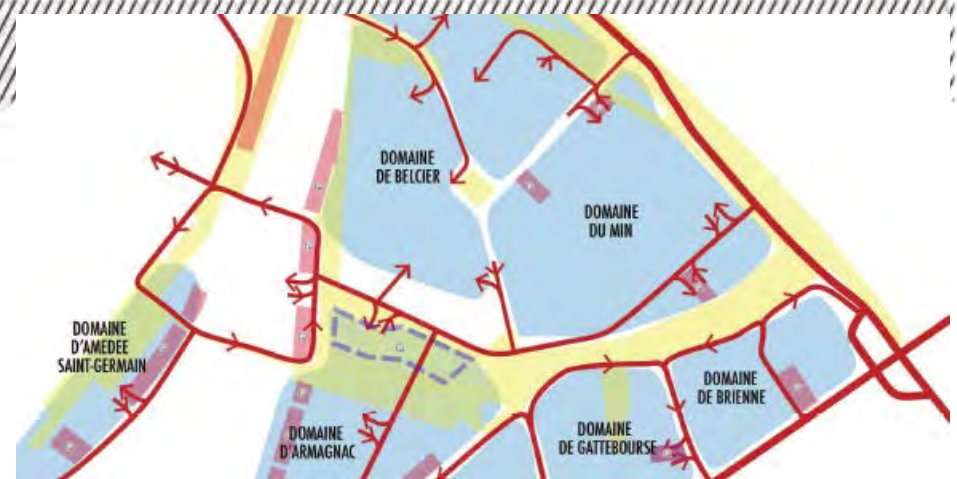 DOMAINE
DE BELCIER
DOMAINE
DU MIN
DOMAINE
D'AMEDEE
SAINT-GERMAIN
DOMAINE
DE BRIENNE
DOMAINE
D'ARMAGNAC
DOMAINE
DE GATTEBOURSE